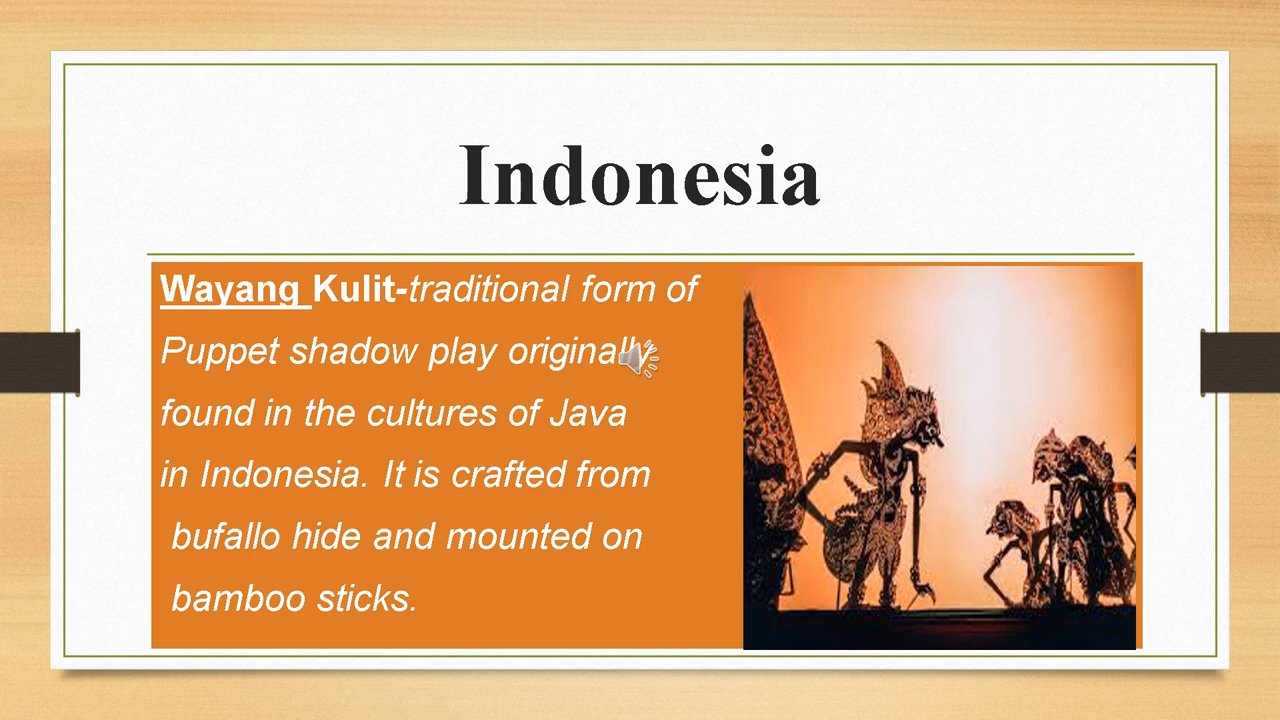 Indonesia
Wayang Kulit-traditional form of
Puppet shadow play originally
found in the cultures of Java
in Indonesia. It is crafted from
bufallo hide and mounted on
bamboo sticks.